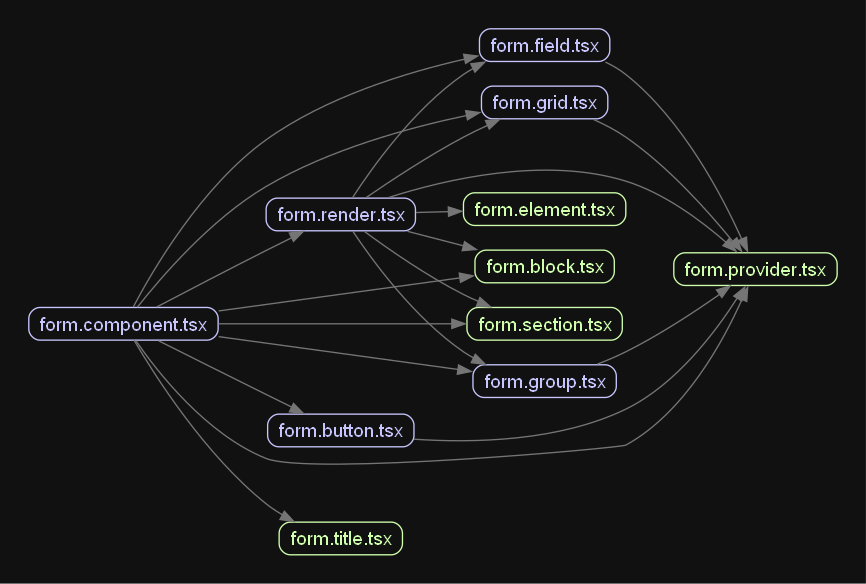 form.field.tsx
form.grid.tsx
form.element.tsx
form.render.tsx
form.block.tsx
form.provider.tsx
form.component.tsx
form.section.tsx
form.group.tsx
form.button.tsx
form.title.tsx